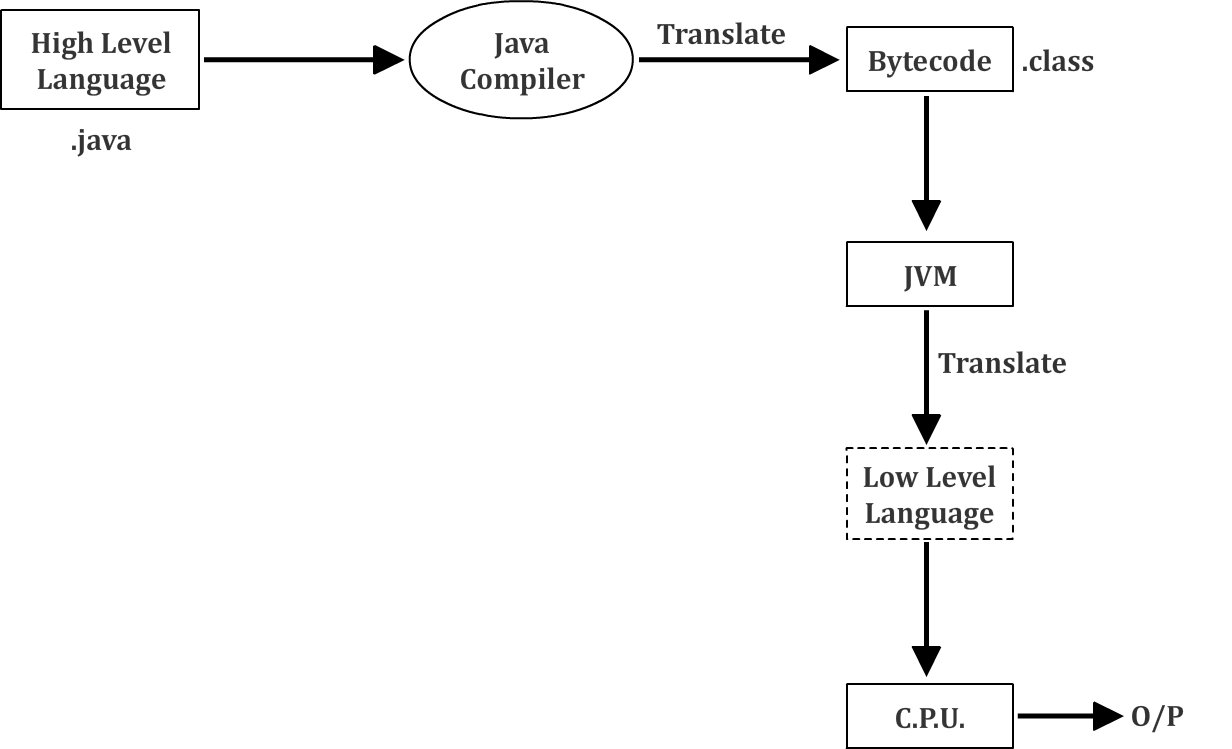 High Level
Language
.java
Java
Compiler
Translate
Bytecode
.class
JVM
Translate
Low Level
Language
C.P.U.
O/P